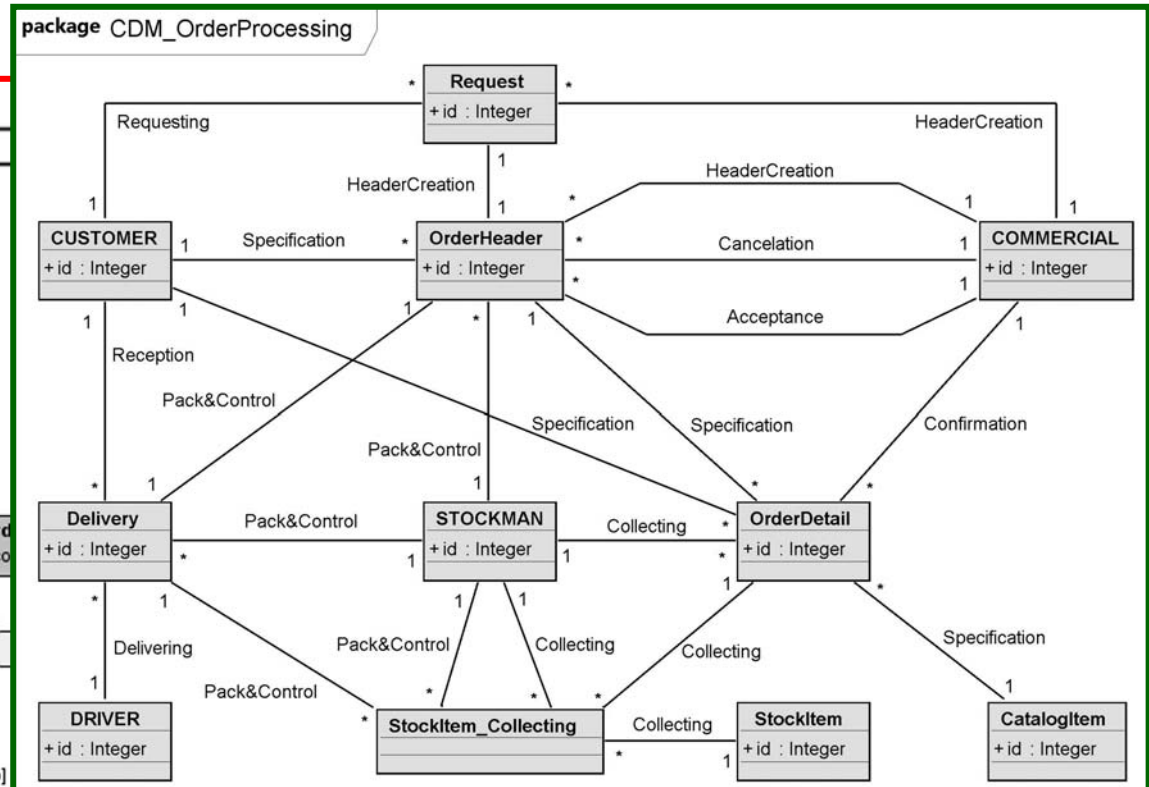 package CDM_OrderProcessing
* Request *
+ id : Integer
Requesting
HeaderCreation
1
HeaderCreation
HeaderCreation
1
1
*
1
1
CUSTOMER
+ id : Integer
1
Specification
*
OrderHeader
+ id : Integer
*
Cancelation
1
COMMERCIAL
+ id : Integer
*
1
Acceptance
1
1
1
*
1
1
Reception
Pack&Control
Pack&Control
Specification
Specification
Confirmation
*
1
1
*
*
Delivery
+ id : Integer
Pack&Control
*
1
STOCKMAN
+ id : Integer
Collecting
1
*
*
OrderDetail
+ id : Integer
*
1
1
1
1
*
Delivering
Pack&Control
Pack&Control
Collecting
Collecting
Specification
1
*
*
*
*
1
DRIVER
+ id : Integer
StockItem_Collecting
Collecting
*
1
StockItem
+ id : Integer
CatalogItem
+ id : Integer